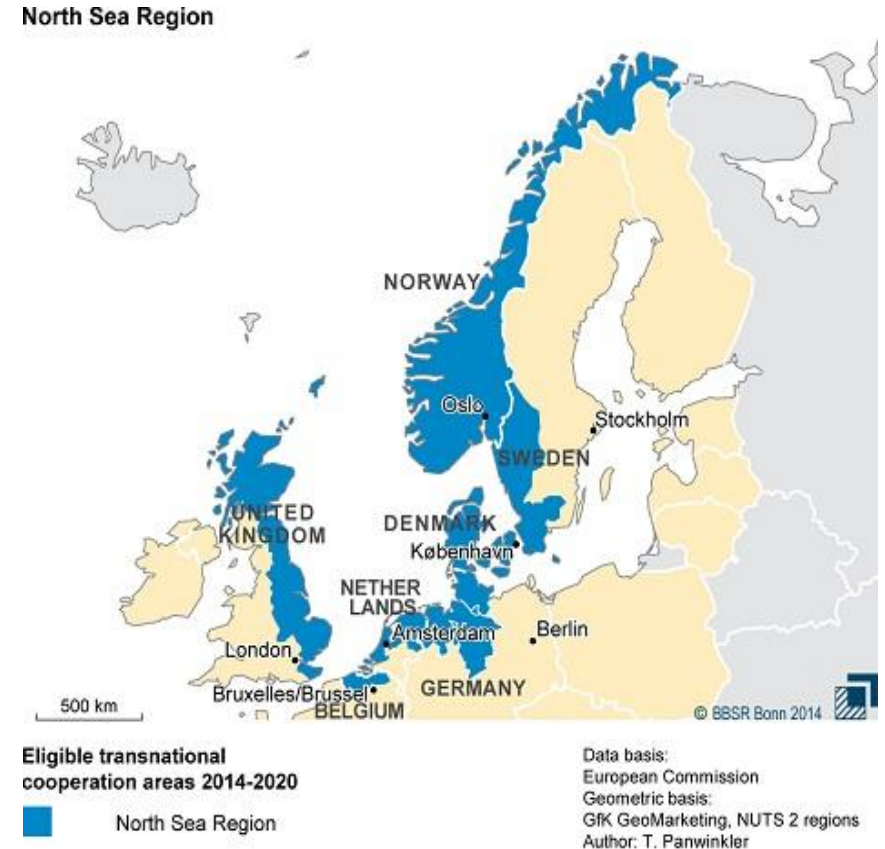 North Sea Region
NORWAY
Oslo
Stockholm
SWEDEN
UNITED
KINGDOM
DENMARK
København
NETHER
LANDS
Amsterdam
Berlin
London
Bruxelles/Brussel
GERMANY
BELGIUM
500 km
© BBSR Bonn 2014
Eligible transnational
cooperation areas 2014-2020
North Sea Region
Data basis:
European Commission
Geometric basis:
GfK GeoMarketing, NUTS 2 regions
Author: T. Panwinkler